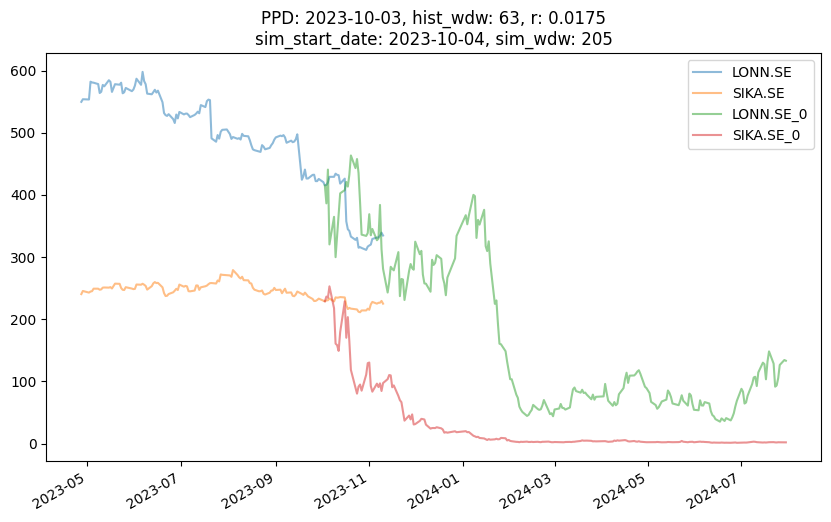 PPD: 2023-10-03, hist_wdw: 63, r: 0.0175
sim_start_date: 2023-10-04, sim_wdw: 205
LONN.SE
SIKA.SE
LONN.SE_0
SIKA.SE_0
600
500
400
300
200
100
0
2023-05
2023-07
2023-09
2023-11
2024-01
2024-03
2024-05
2024-07